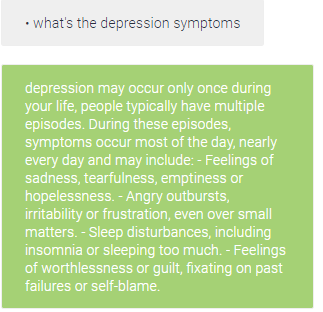 • what's the depression symptoms
depression may occur only once during
your life, people typically have multiple
episodes. During these episodes,
symptoms occur most of the day, nearly
every day and may include: - Feelings of
sadness, tearfulness, emptiness or
hopelessness. - Angry outbursts,
irritability or frustration, even over small
matters. - Sleep disturbances, including
insomnia or sleeping too much. - Feelings
of worthlessness or guilt, fixating on past
failures or self-blame.